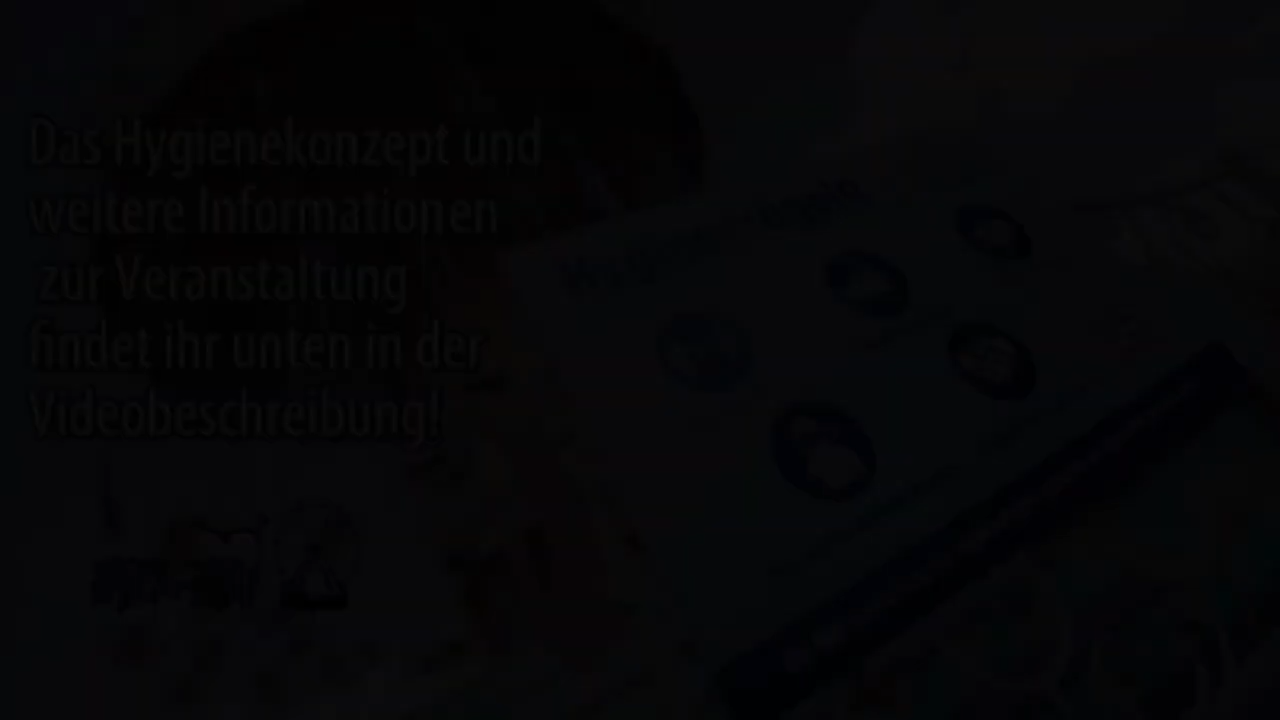 Das Hygienekonzept und
weitere Informationen
zur Veranstaltung
findet ihr unten in der
Videobeschreibung!